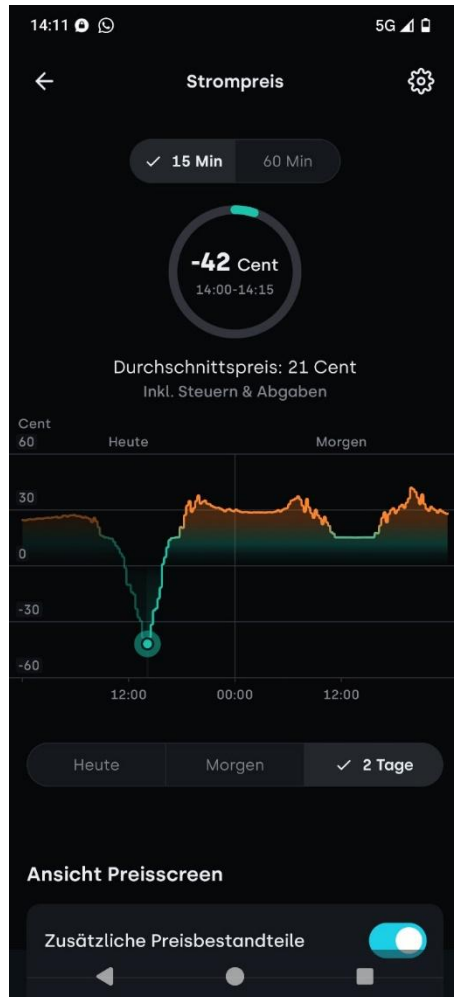 14:11
5G
Strompreis
15 Min
60 Min
-42 Cent
14:00-14:15
Durchschnittspreis: 21 Cent
Inkl. Steuern & Abgaben
Cent
60
Heute
Morgen
30
0
-30
-60
12:00
00:00
12:00
Heute
Morgen
2 Tage
Ansicht Preisscreen
Zusätzliche Preisbestandteile